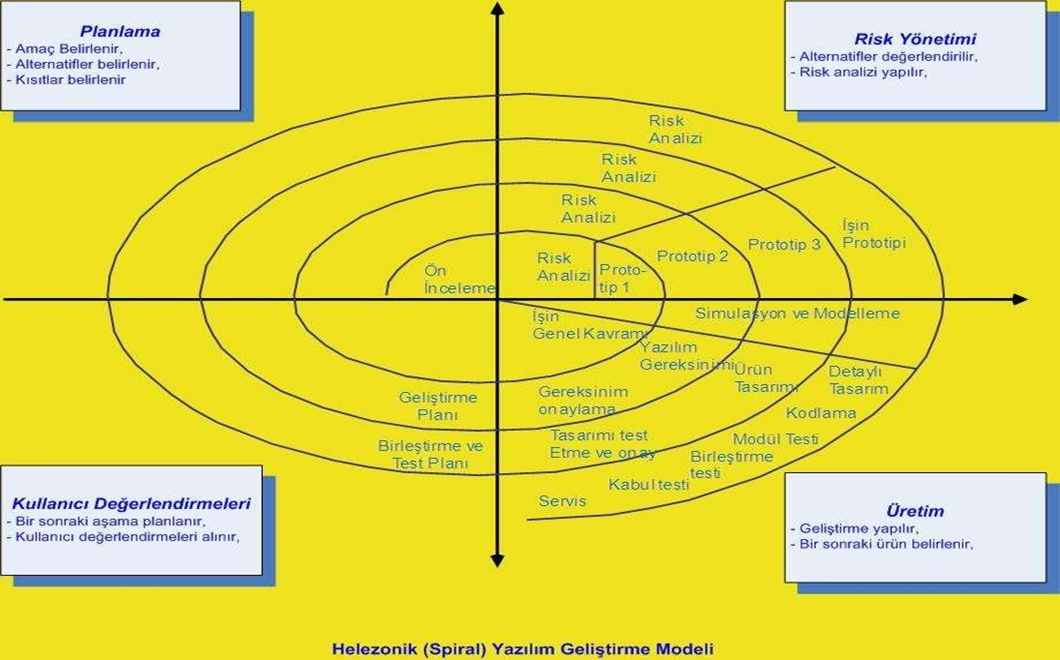 Planlama
- Amaç Belirlenir,
- Alternatifler belirlenir,
- Kısıtlar belirlenir
Risk Yönetimi
- Alternatifler değerlendirilir,
- Risk analizi yapılır,
Risk
Analizi
Risk
Analizi
Risk
Analizi
Risk
Analizi
Ön
İnceleme
Proto-
tip 1
Prototip 2
Prototip 3
İşin
Prototipi
Simulasyon ve Modelleme
İşin
Genel Kavramı
Yazılım
Gereksinimi
Ürün
Tasarımı
Detaylı
Tasarım
Geliştirme
Planı
Gereksinim
onaylama
Kodlama
Birleştirme ve
Test Planı
Tasarımı test
Etme ve onay
Modül Testi
Birleştirme
testi
Kabul testi
Servis
Kullanıcı Değerlendirmeleri
- Bir sonraki aşama planlanır,
- Kullanıcı değerlendirmeleri alınır,
Üretim
- Geliştirme yapılır,
- Bir sonraki ürün belirlenir,
Helezonik (Spiral) Yazılım Geliştirme Modeli